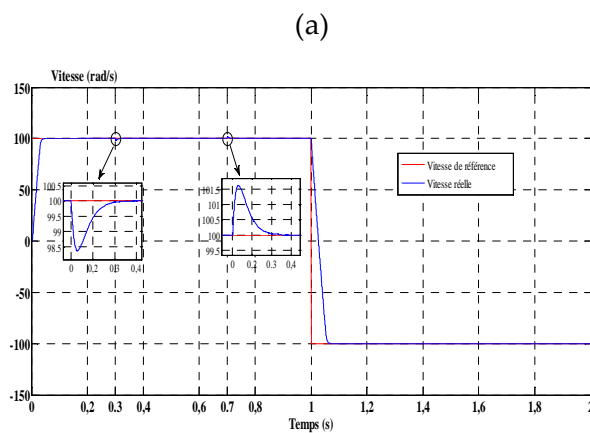 (a)
Vitesse (rad/s)
150
100
50
0
-50
-100
-150
Vitesse de référence
Vitesse réelle
100.5
100
99.5
99
98.5
0 0.2 0.3 0.4
101.5
101
100.5
100
99.5
0 0.2 0.3 0.4
0 0,2 0.3 0,4 0.6 0.7 0,8 1 1,2 1,4 1,6 1,8 2
Temps (s)